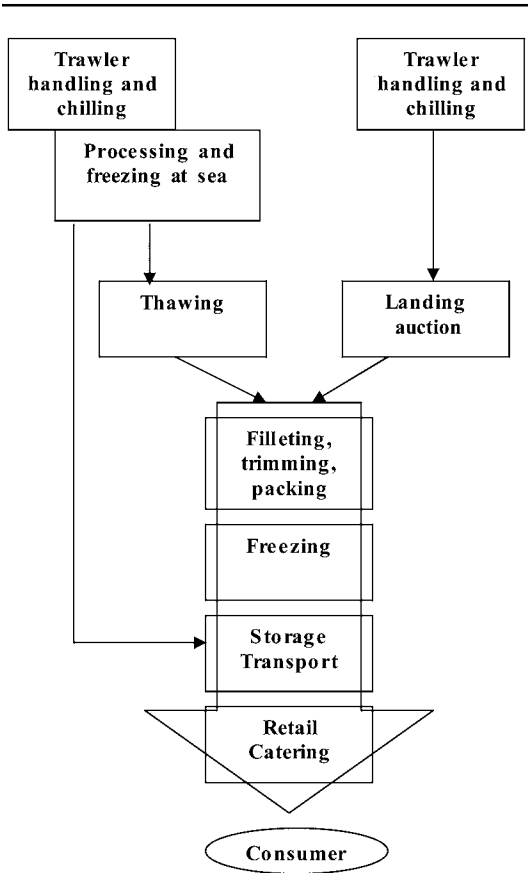 Trawler
handling and
chilling
Trawler
handling and
chilling
Processing and
freezing at sea
Thawing
Landing
auction
Filleting,
trimming,
packing
Freezing
Storage
Transport
Retail
Catering
Consumer